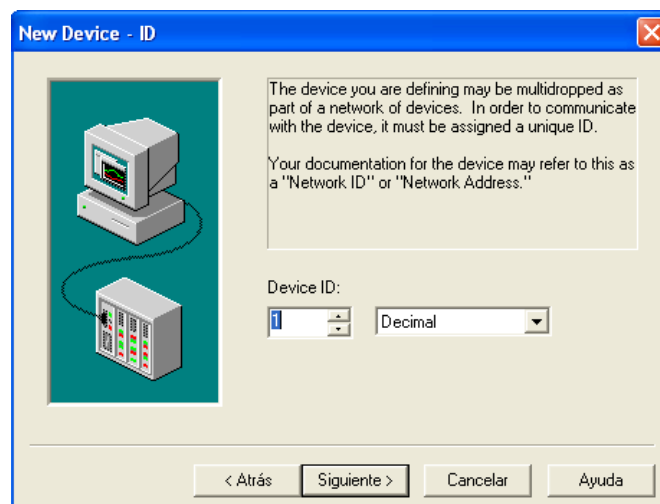 New Device - ID
The device you are defining may be multidropped as
part of a network of devices. In order to communicate
with the device, it must be assigned a unique ID.
Your documentation for the device may refer to this as
a "Network ID" or "Network Address."
Device ID:
1 Decimal
< Atrás Siguiente > Cancelar Ayuda